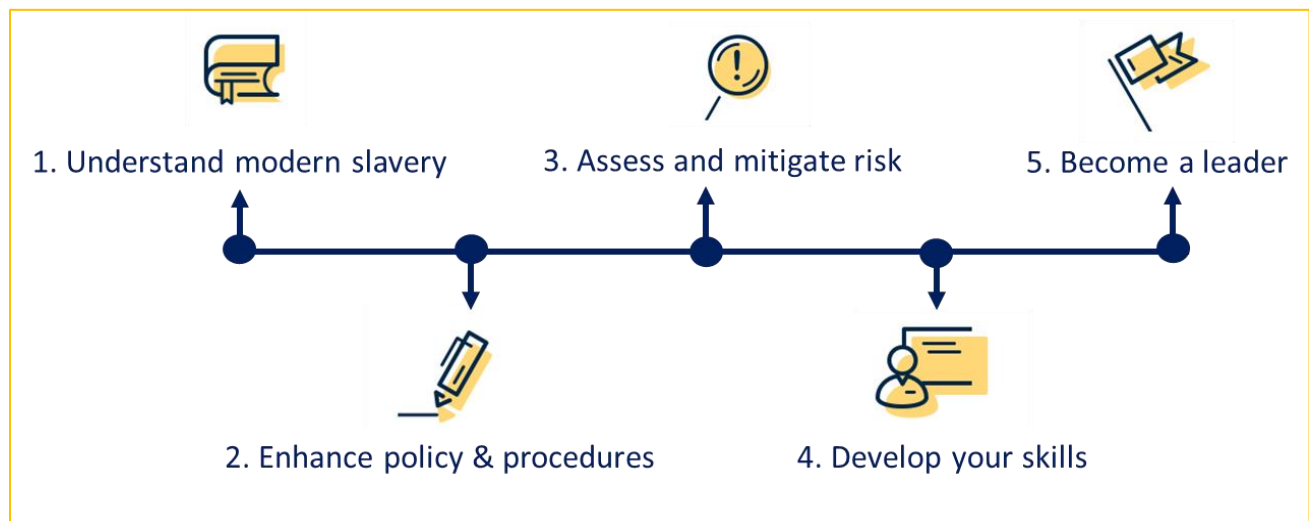 1. Understand modern slavery
2. Enhance policy & procedures
3. Assess and mitigate risk
4. Develop your skills
5. Become a leader